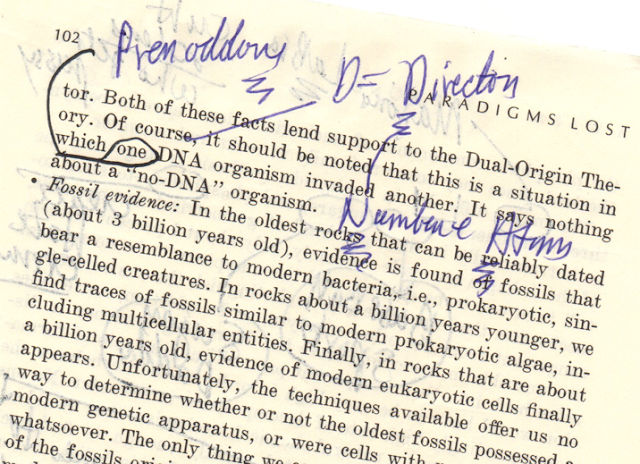 102
D = Direction
PARADIGMS LOST
tor. Both of these facts lend support to the Dual-Origin The-
ory. Of course, it should be noted that this is a situation in
which one DNA organism invaded another. It says nothing
about a "no-DNA" organism.
• Fossil evidence: In the oldest rocks that can be reliably dated
(about 3 billion years old), evidence is found of fossils that
bear a resemblance to modern bacteria, i.e., prokaryotic, sin-
gle-celled creatures. In rocks about a billion years younger, we
find traces of fossils similar to modern prokaryotic algae, in-
cluding multicellular entities. Finally, in rocks that are about
a billion years old, evidence of modern eukaryotic cells finally
appears. Unfortunately, the techniques available offer us no
way to determine whether or not the oldest fossils possessed a
modern genetic apparatus, or were cells with
whatsoever. The only thing we
of the fossils